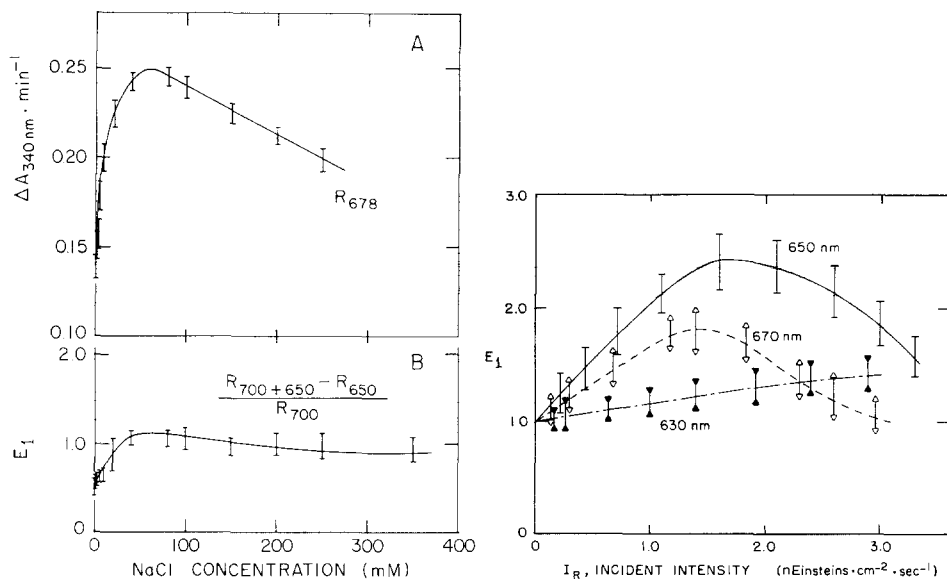 A
ΔA340nm · min⁻¹
0.25
0.20
0.15
0.10
R678
B
E1
2.0
1.0
0
R700+650 − R650
R700
0 100 200 300 400
NaCl CONCENTRATION (mM)
3.0
2.0
1.0
0
E1
650 nm
670 nm
630 nm
0 1.0 2.0 3.0
IR, INCIDENT INTENSITY (nEinsteins·cm⁻²·sec⁻¹)